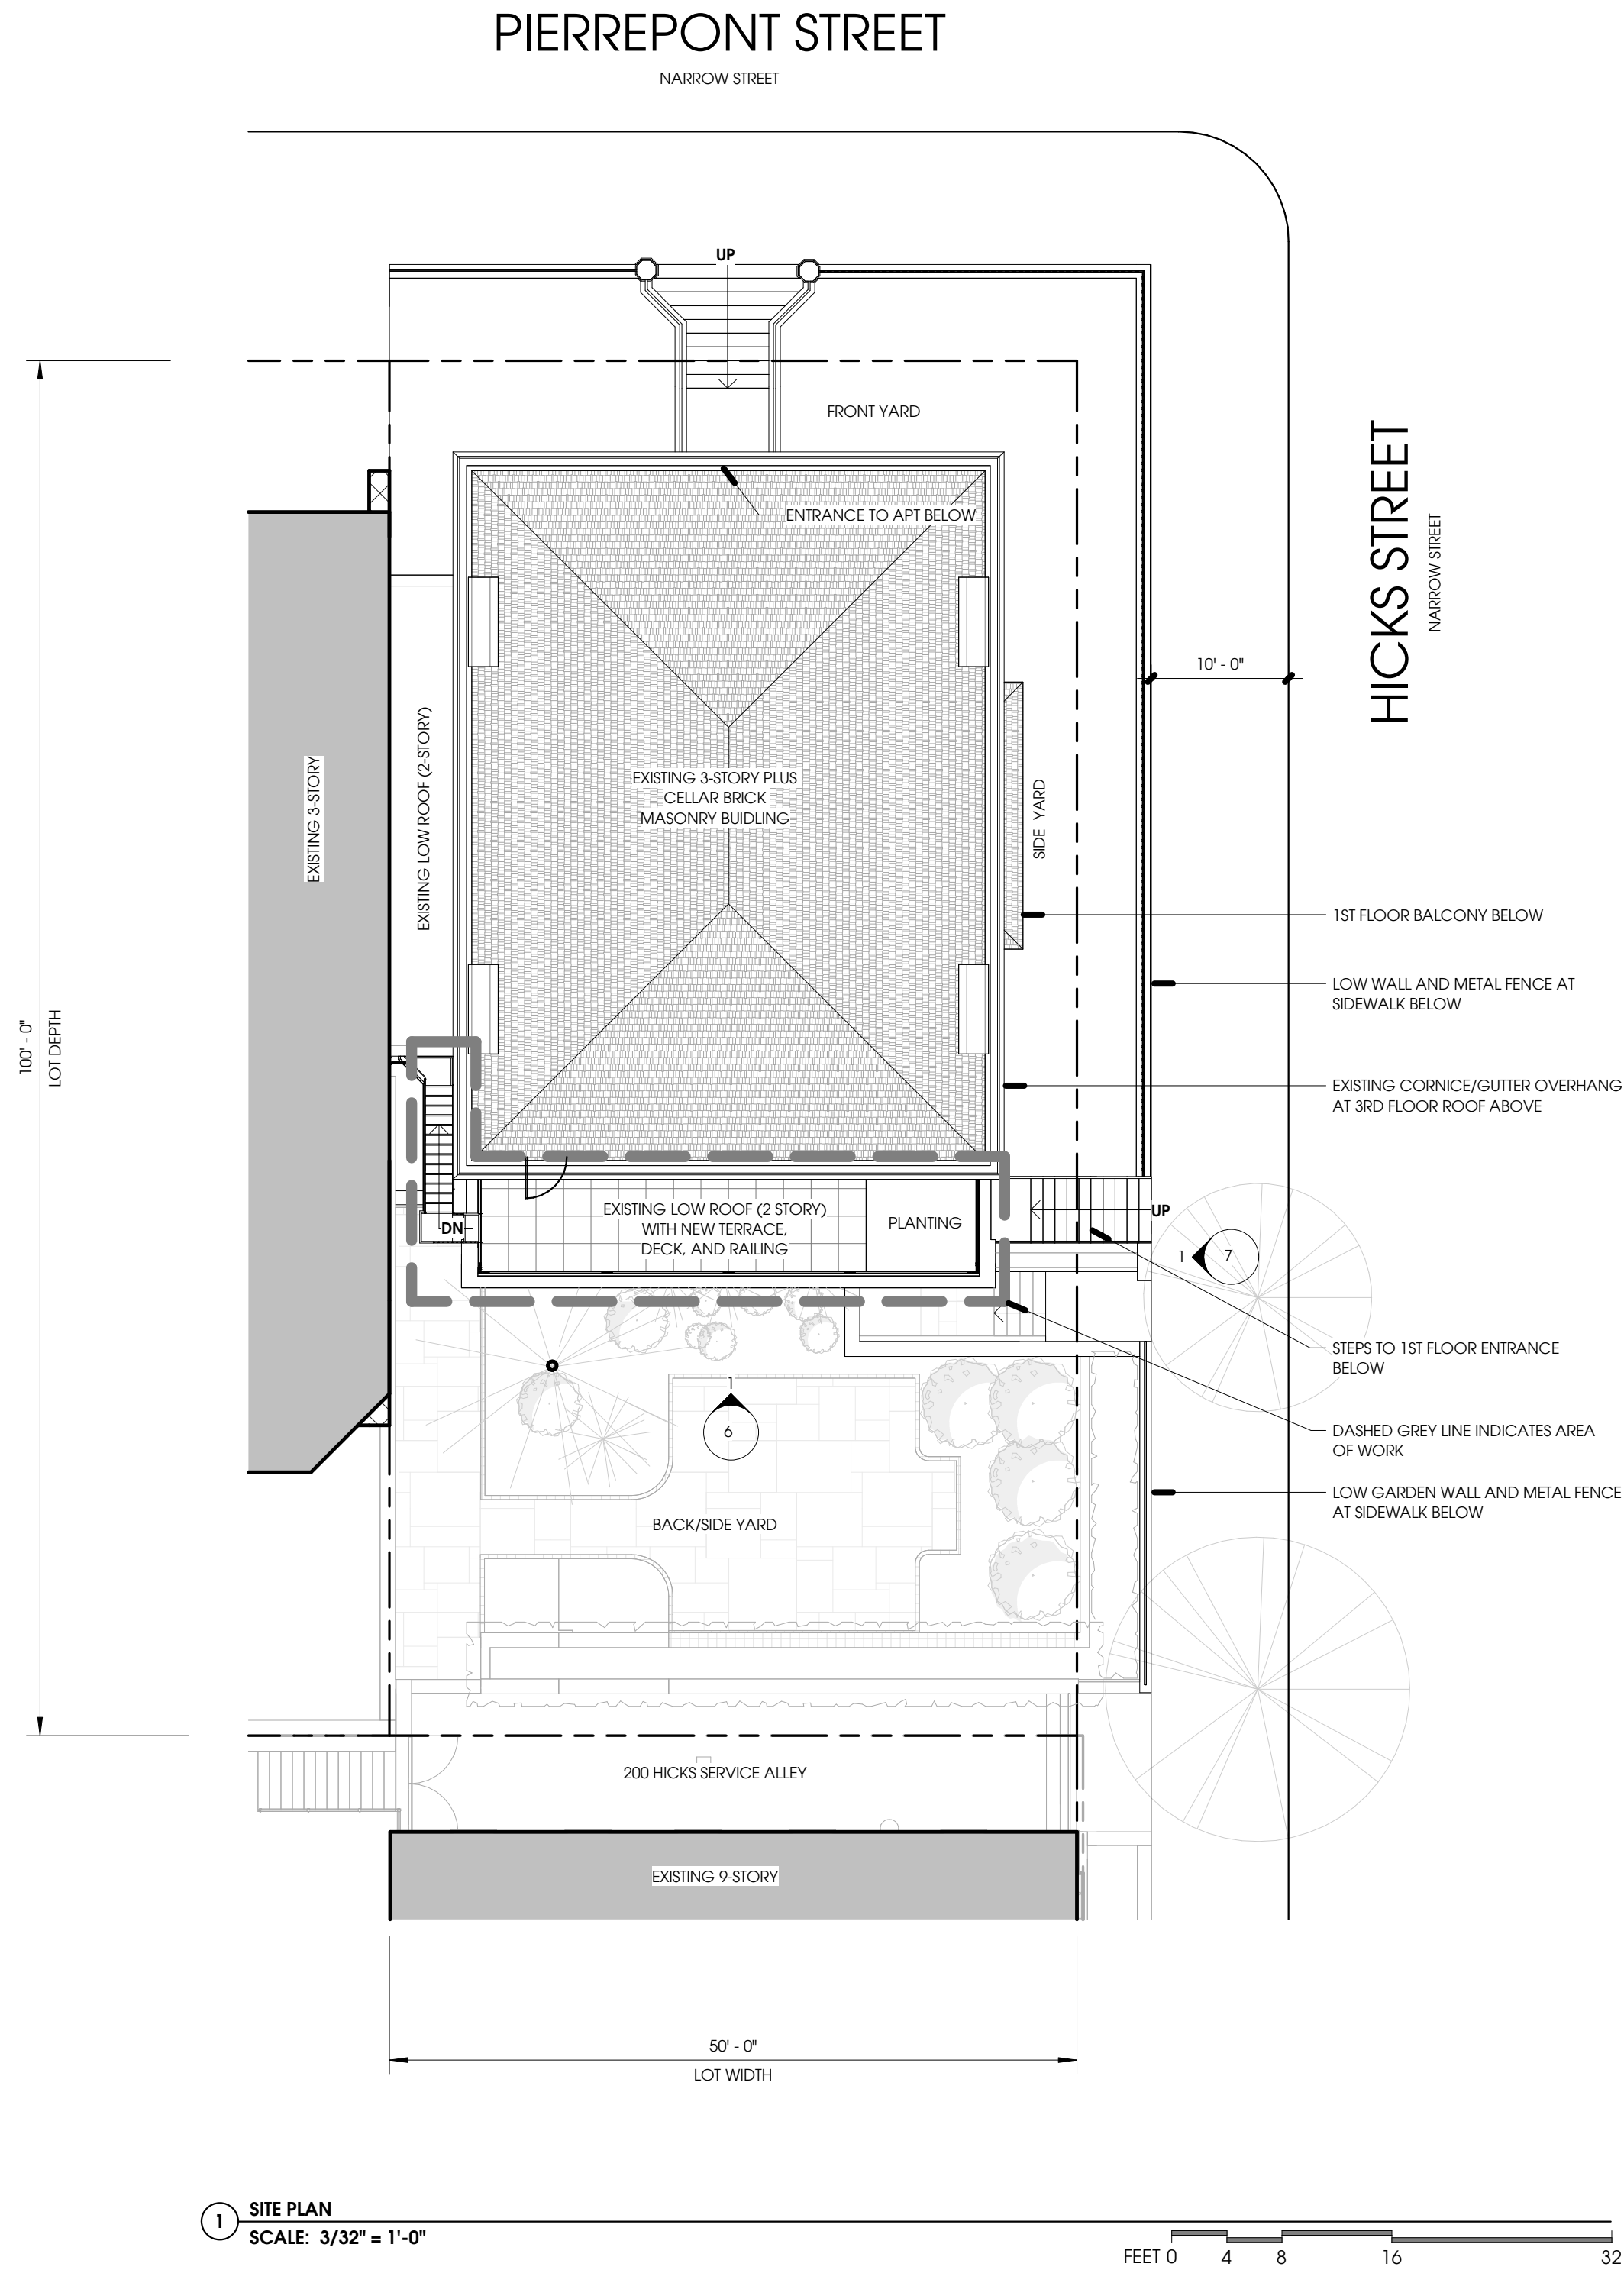 PIERREPONT STREET
NARROW STREET
UP
FRONT YARD
ENTRANCE TO APT BELOW
HICKS STREET
NARROW STREET
10' - 0"
EXISTING 3-STORY
EXISTING LOW ROOF (2-STORY)
EXISTING 3-STORY PLUS
CELLAR BRICK
MASONRY BUIDLING
SIDE YARD
1ST FLOOR BALCONY BELOW
LOW WALL AND METAL FENCE AT
SIDEWALK BELOW
100' - 0"
LOT DEPTH
EXISTING CORNICE/GUTTER OVERHANG
AT 3RD FLOOR ROOF ABOVE
DN
EXISTING LOW ROOF (2 STORY)
WITH NEW TERRACE,
DECK, AND RAILING
PLANTING
UP
1
7
STEPS TO 1ST FLOOR ENTRANCE
BELOW
1
6
DASHED GREY LINE INDICATES AREA
OF WORK
LOW GARDEN WALL AND METAL FENCE
AT SIDEWALK BELOW
BACK/SIDE YARD
200 HICKS SERVICE ALLEY
EXISTING 9-STORY
50' - 0"
LOT WIDTH
1
SITE PLAN
SCALE: 3/32" = 1'-0"
FEET 0 4 8 16 32